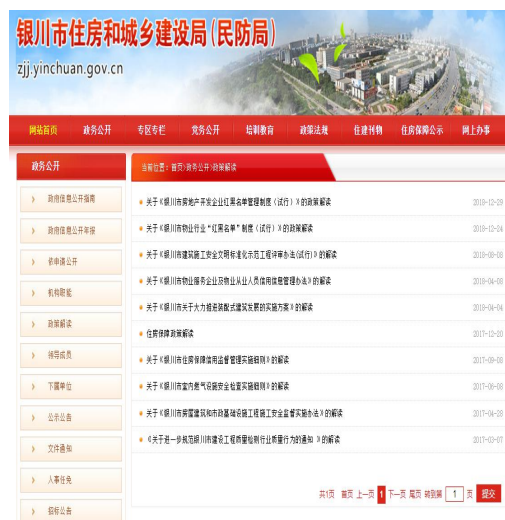 银川市住房和城乡建设局(民防局)
zjj.yinchuan.gov.cn
网站首页 政务公开 专区专栏 党务公开 培训教育 政策法规 住建刊物 住房保障公示 网上办事
政务公开
当前位置：首页>政务公开>政策解读
政府信息公开指南
政府信息公开年报
依申请公开
机构职能
政策解读
领导成员
下属单位
公示公告
文件通知
人事任免
招标公告
关于《银川市房地产开发企业红黑名单管理制度（试行）》的政策解读 2018-12-29
关于《银川市物业行业“红黑名单”制度（试行）》的政策解读 2018-12-24
关于《银川市建筑施工安全文明标准化示范工程评审办法(试行)》的解读 2018-08-08
关于《银川市物业服务企业及物业从业人员信用信息管理办法》的解读 2018-04-08
关于《银川市关于大力推进装配式建筑发展的实施方案》的解读 2018-04-04
住房保障政策解读 2017-12-20
关于《银川市住房保障信用监督管理实施细则》的解读 2017-09-08
关于《银川市室内燃气设施安全检查实施细则》的解读 2017-06-08
关于《银川市房屋建筑和市政基础设施工程施工安全监督实施办法》的解读 2017-04-28
《关于进一步规范银川市建设工程质量检测行业质量行为的通知 》的解读 2017-03-07
共1页 首页 上一页 1 下一页 尾页 转到第 1 页 提交